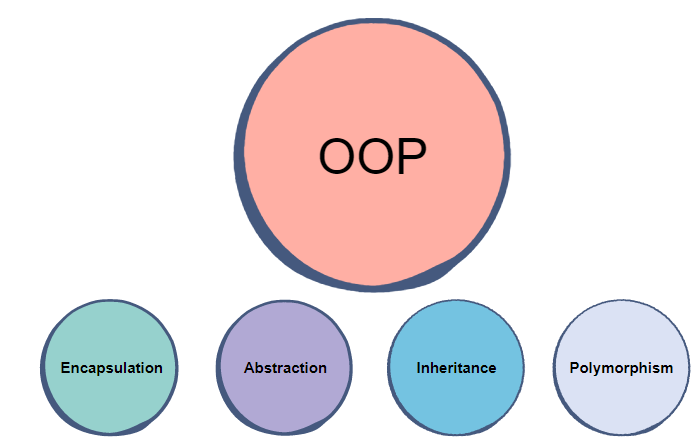 OOP
Encapsulation
Abstraction
Inheritance
Polymorphism